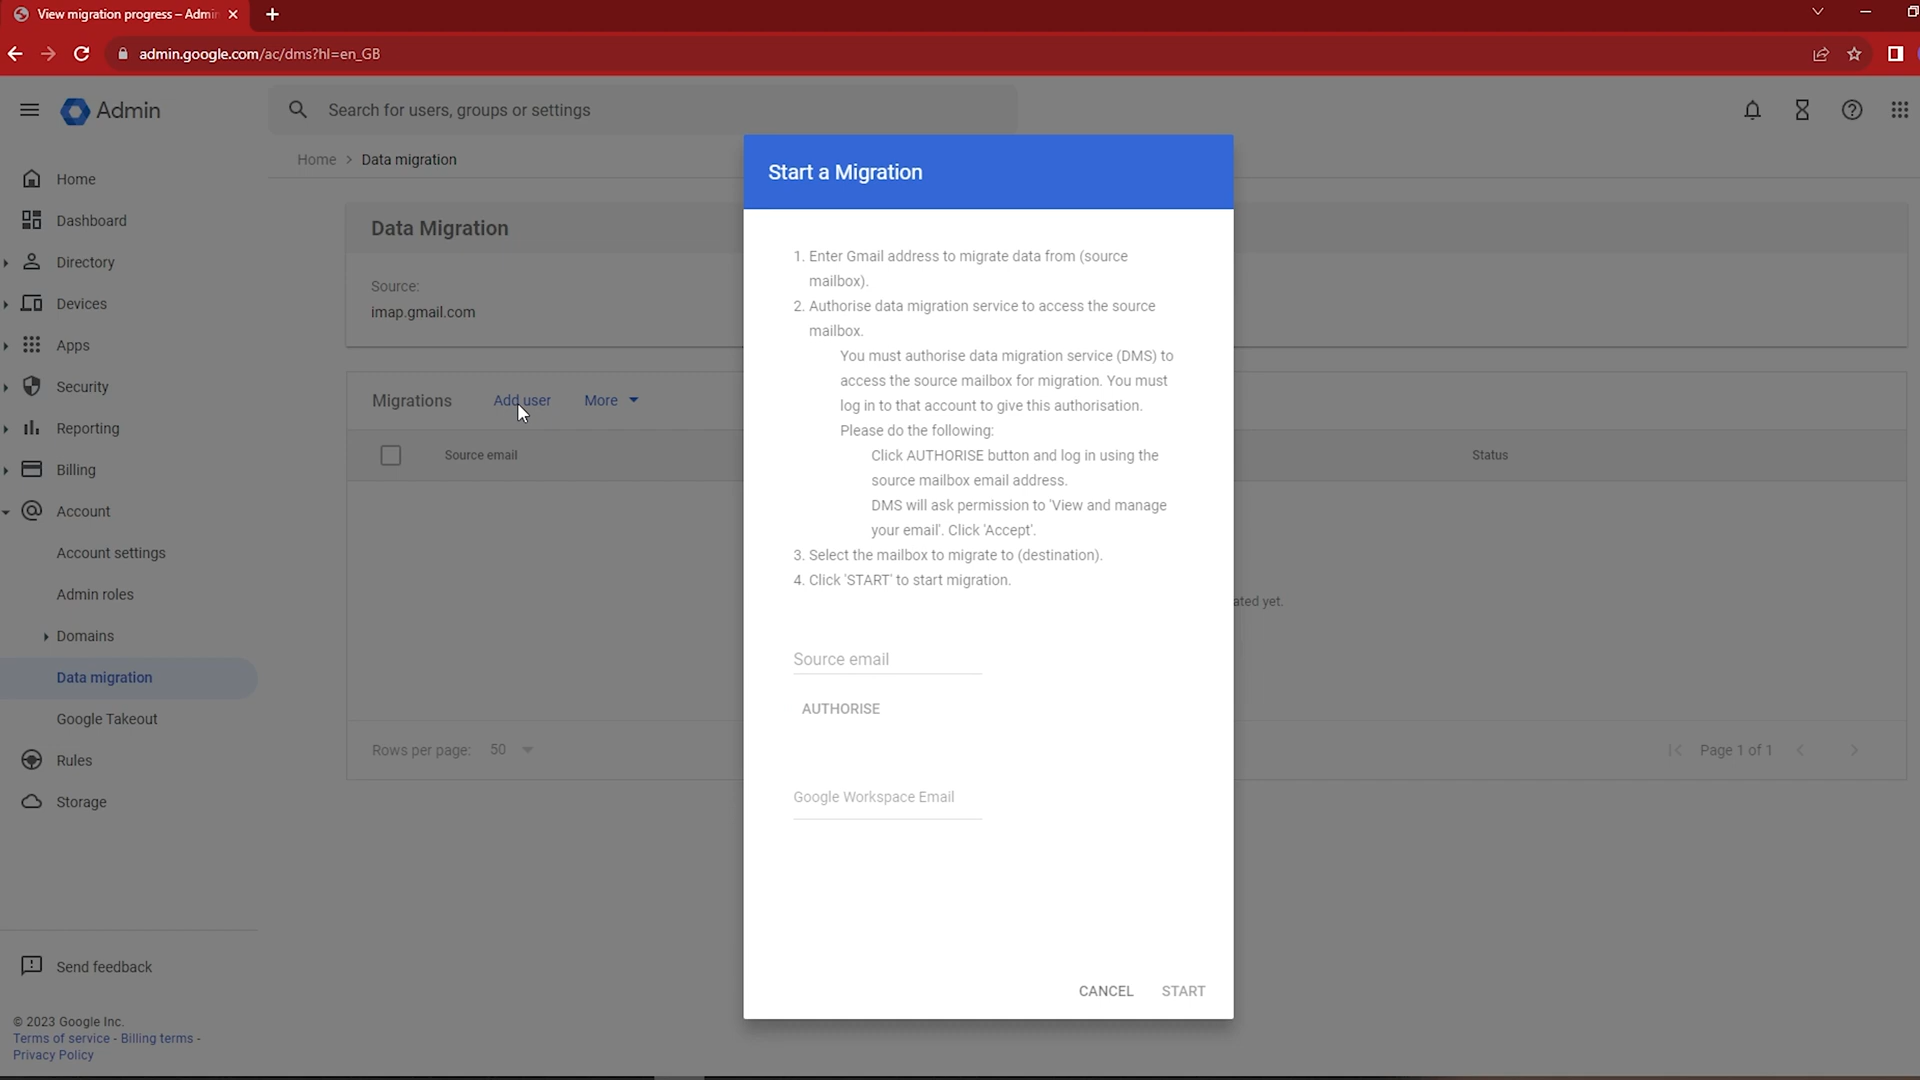 View migration progress – Admin
admin.google.com/ac/dms?hl=en_GB
Admin
Search for users, groups or settings
Home > Data migration
Home
Dashboard
Directory
Devices
Apps
Security
Reporting
Billing
Account
Account settings
Admin roles
Domains
Data migration
Google Takeout
Rules
Storage
Send feedback
© 2023 Google Inc.
Terms of service - Billing terms -
Privacy Policy
Data Migration
Source:
imap.gmail.com
Migrations Add user More
Source email Status
ated yet.
Rows per page: 50 Page 1 of 1
Start a Migration
1. Enter Gmail address to migrate data from (source
mailbox).
2. Authorise data migration service to access the source
mailbox.
You must authorise data migration service (DMS) to
access the source mailbox for migration. You must
log in to that account to give this authorisation.
Please do the following:
Click AUTHORISE button and log in using the
source mailbox email address.
DMS will ask permission to 'View and manage
your email'. Click 'Accept'.
3. Select the mailbox to migrate to (destination).
4. Click 'START' to start migration.
Source email
AUTHORISE
Google Workspace Email
CANCEL START